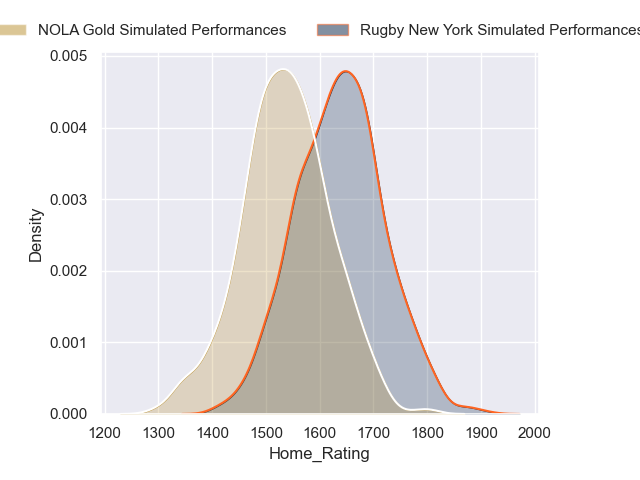 NOLA Gold Simulated Performances
Rugby New York Simulated Performances
0.005
0.004
0.003
0.002
0.001
0.000
Density
1200 1300 1400 1500 1600 1700 1800 1900 2000
Home_Rating